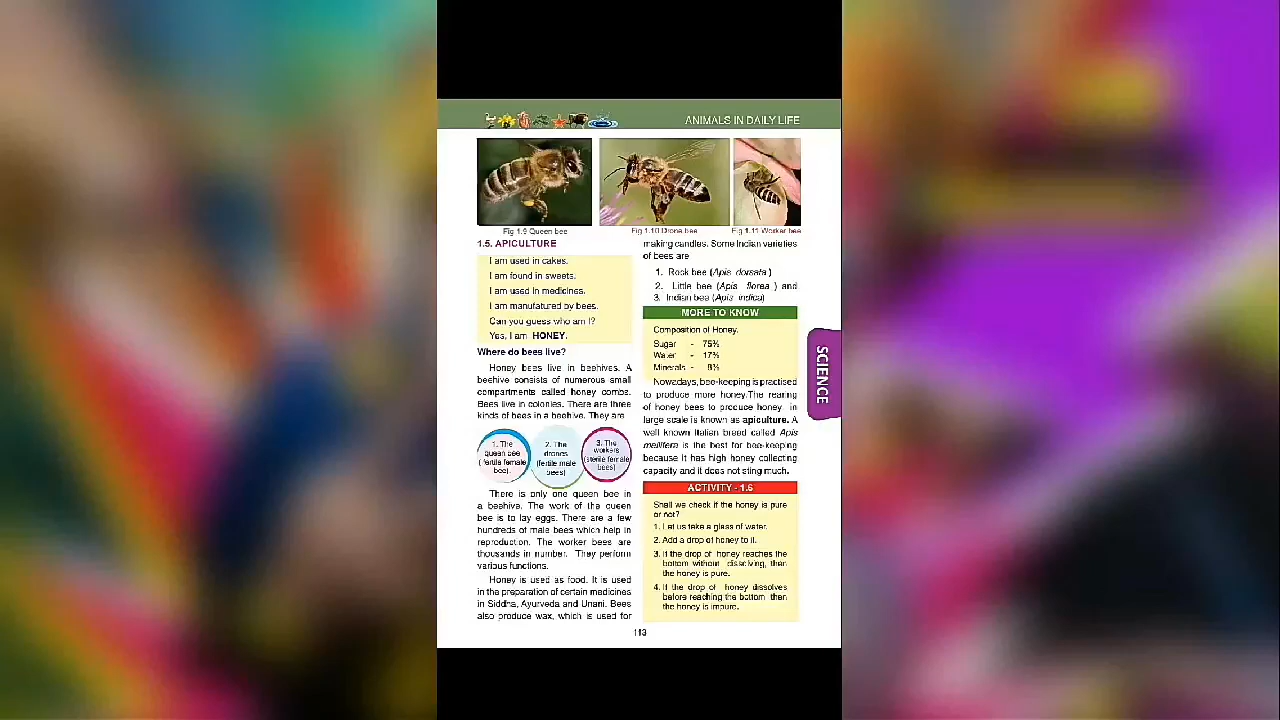 ANIMALS IN DAILY LIFE
Fig 1.9 Queen bee
Fig 1.10 Drone bee
Fig 1.11 Worker bee
1.5. APICULTURE
I am used in cakes.
I am found in sweets.
I am used in medicines.
I am manufatured by bees.
Can you guess who am I?
Yes, I am HONEY.
Where do bees live?
Honey bees live in beehives. A
beehive consists of numerous small
compartments called honey combs.
Bees live in colonies. There are three
kinds of bees in a beehive. They are
1. The
queen bee
( fertile female
bee).
2. The
drones
(fertile male
bees)
3. The
workers
(sterile female
bees)
There is only one queen bee in
a beehive. The work of the queen
bee is to lay eggs. There are a few
hundreds of male bees which help in
reproduction. The worker bees are
thousands in number. They perform
various functions.
Honey is used as food. It is used
in the preparation of certain medicines
in Siddha, Ayurveda and Unani. Bees
also produce wax, which is used for
making candles. Some Indian varieties
of bees are
1. Rock bee (Apis dorsata )
2. Little bee (Apis florea ) and
3. Indian bee (Apis indica)
MORE TO KNOW
Composition of Honey.
Sugar - 75%
Water - 17%
Minerals - 8%
Nowadays, bee-keeping is practised
to produce more honey.The rearing
of honey bees to produce honey in
large scale is known as apiculture. A
well known Italian breed called Apis
mellifera is the best for bee-keeping
because it has high honey collecting
capacity and it does not sting much.
ACTIVITY - 1.6
Shall we check if the honey is pure
or not?
1. Let us take a glass of water.
2. Add a drop of honey to it.
3. If the drop of honey reaches the
bottom without dissolving, then
the honey is pure.
4. If the drop of honey dissolves
before reaching the bottom then
the honey is impure.
SCIENCE
113